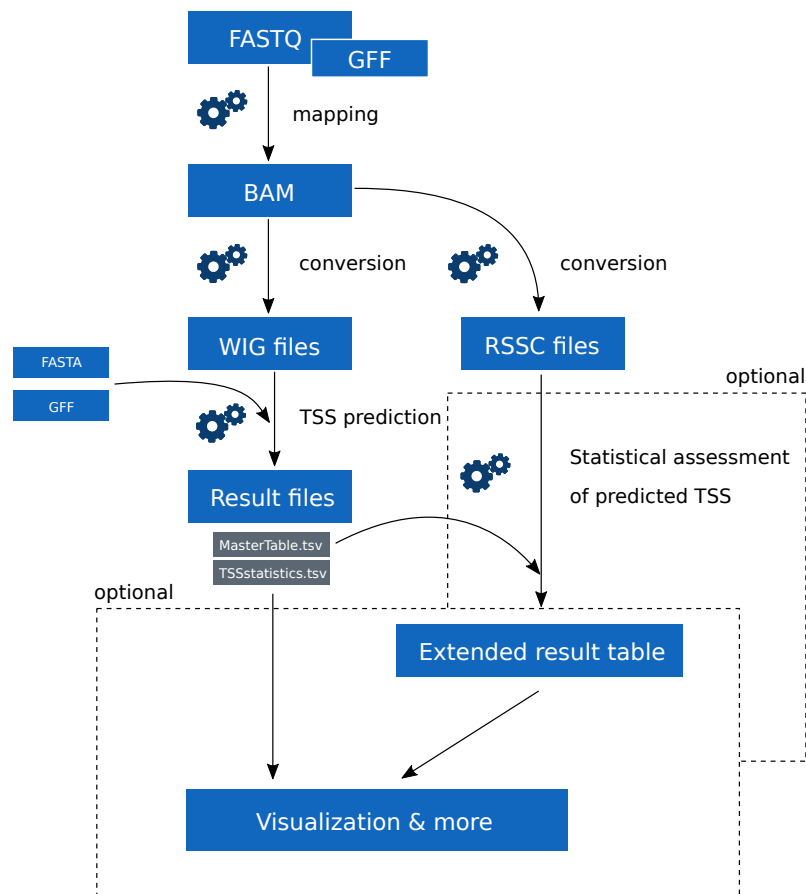 FASTQ
GFF
mapping
BAM
conversion
conversion
WIG files
RSSC files
FASTA
GFF
optional
TSS prediction
Statistical assessment
of predicted TSS
Result files
MasterTable.tsv
TSSstatistics.tsv
optional
Extended result table
Visualization & more